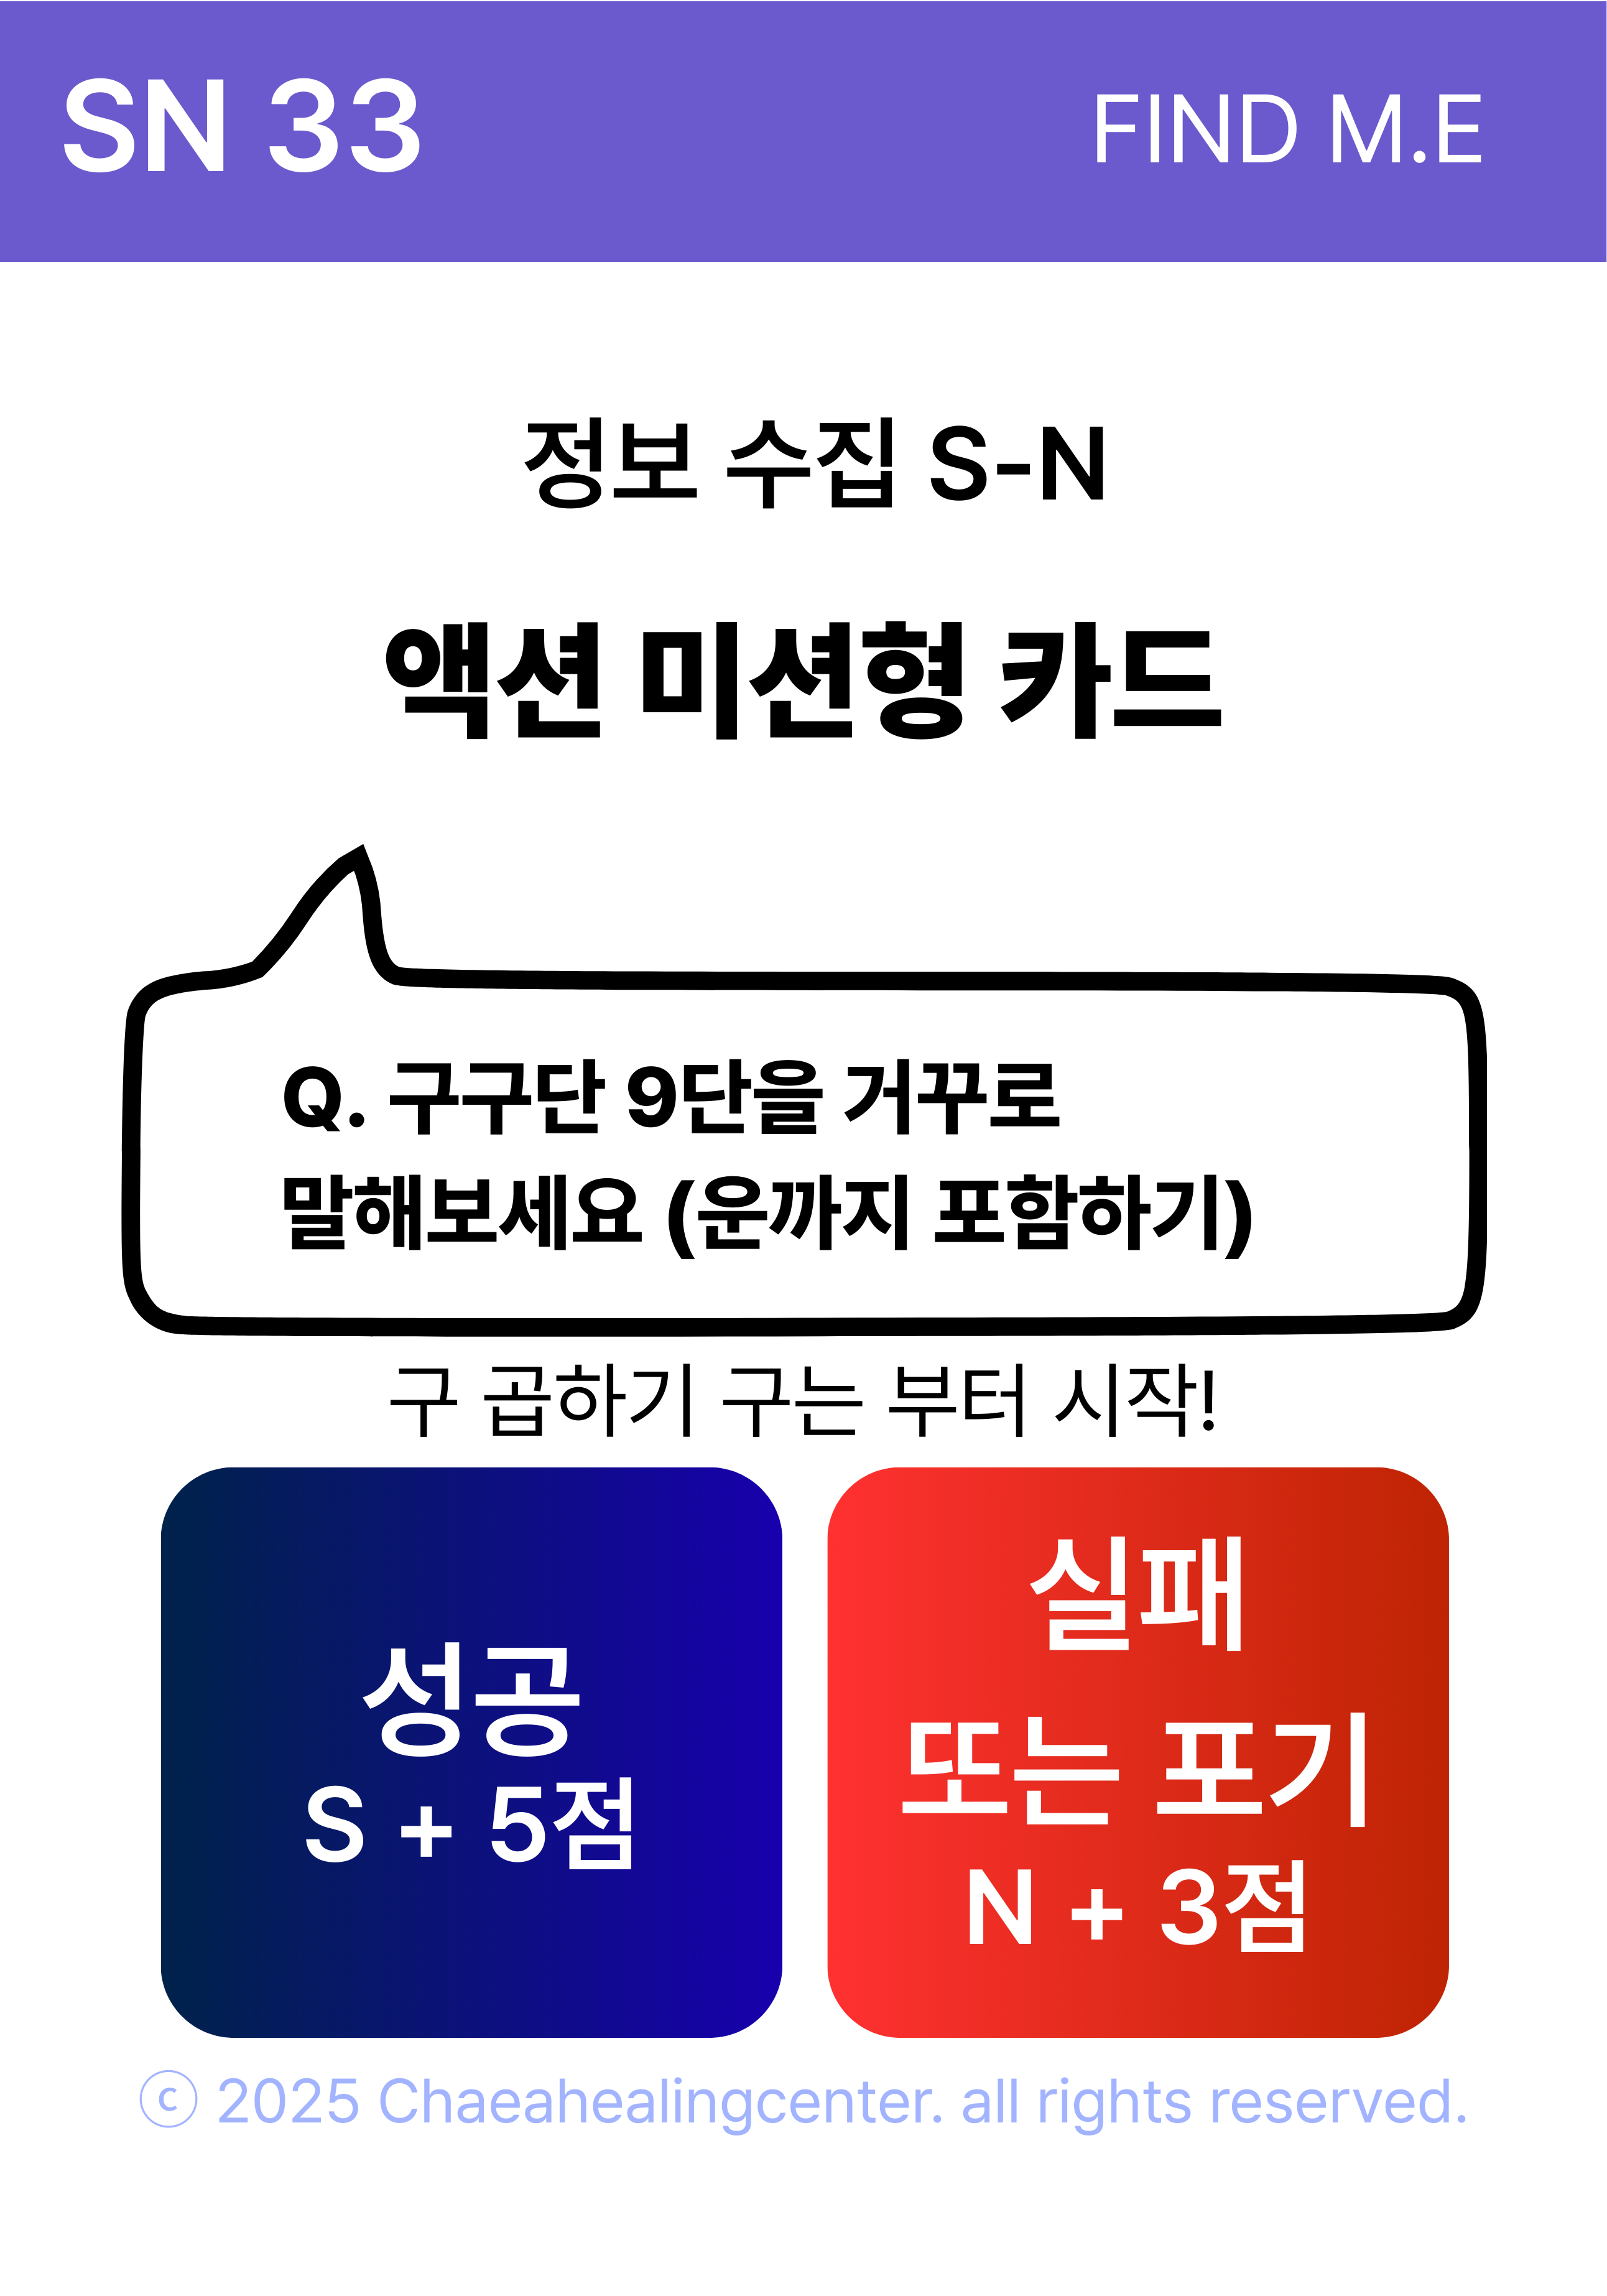 SN 33
FIND M.E
정보 수집 S-N
액션 미션형 카드
Q. 구구단 9단을 거꾸로
말해보세요 (운까지 포함하기)
구 곱하기 구는 부터 시작!
성공
S + 5점
실패
또는 포기
N + 3점
ⓒ 2025 Chaeahealingcenter. all rights reserved.